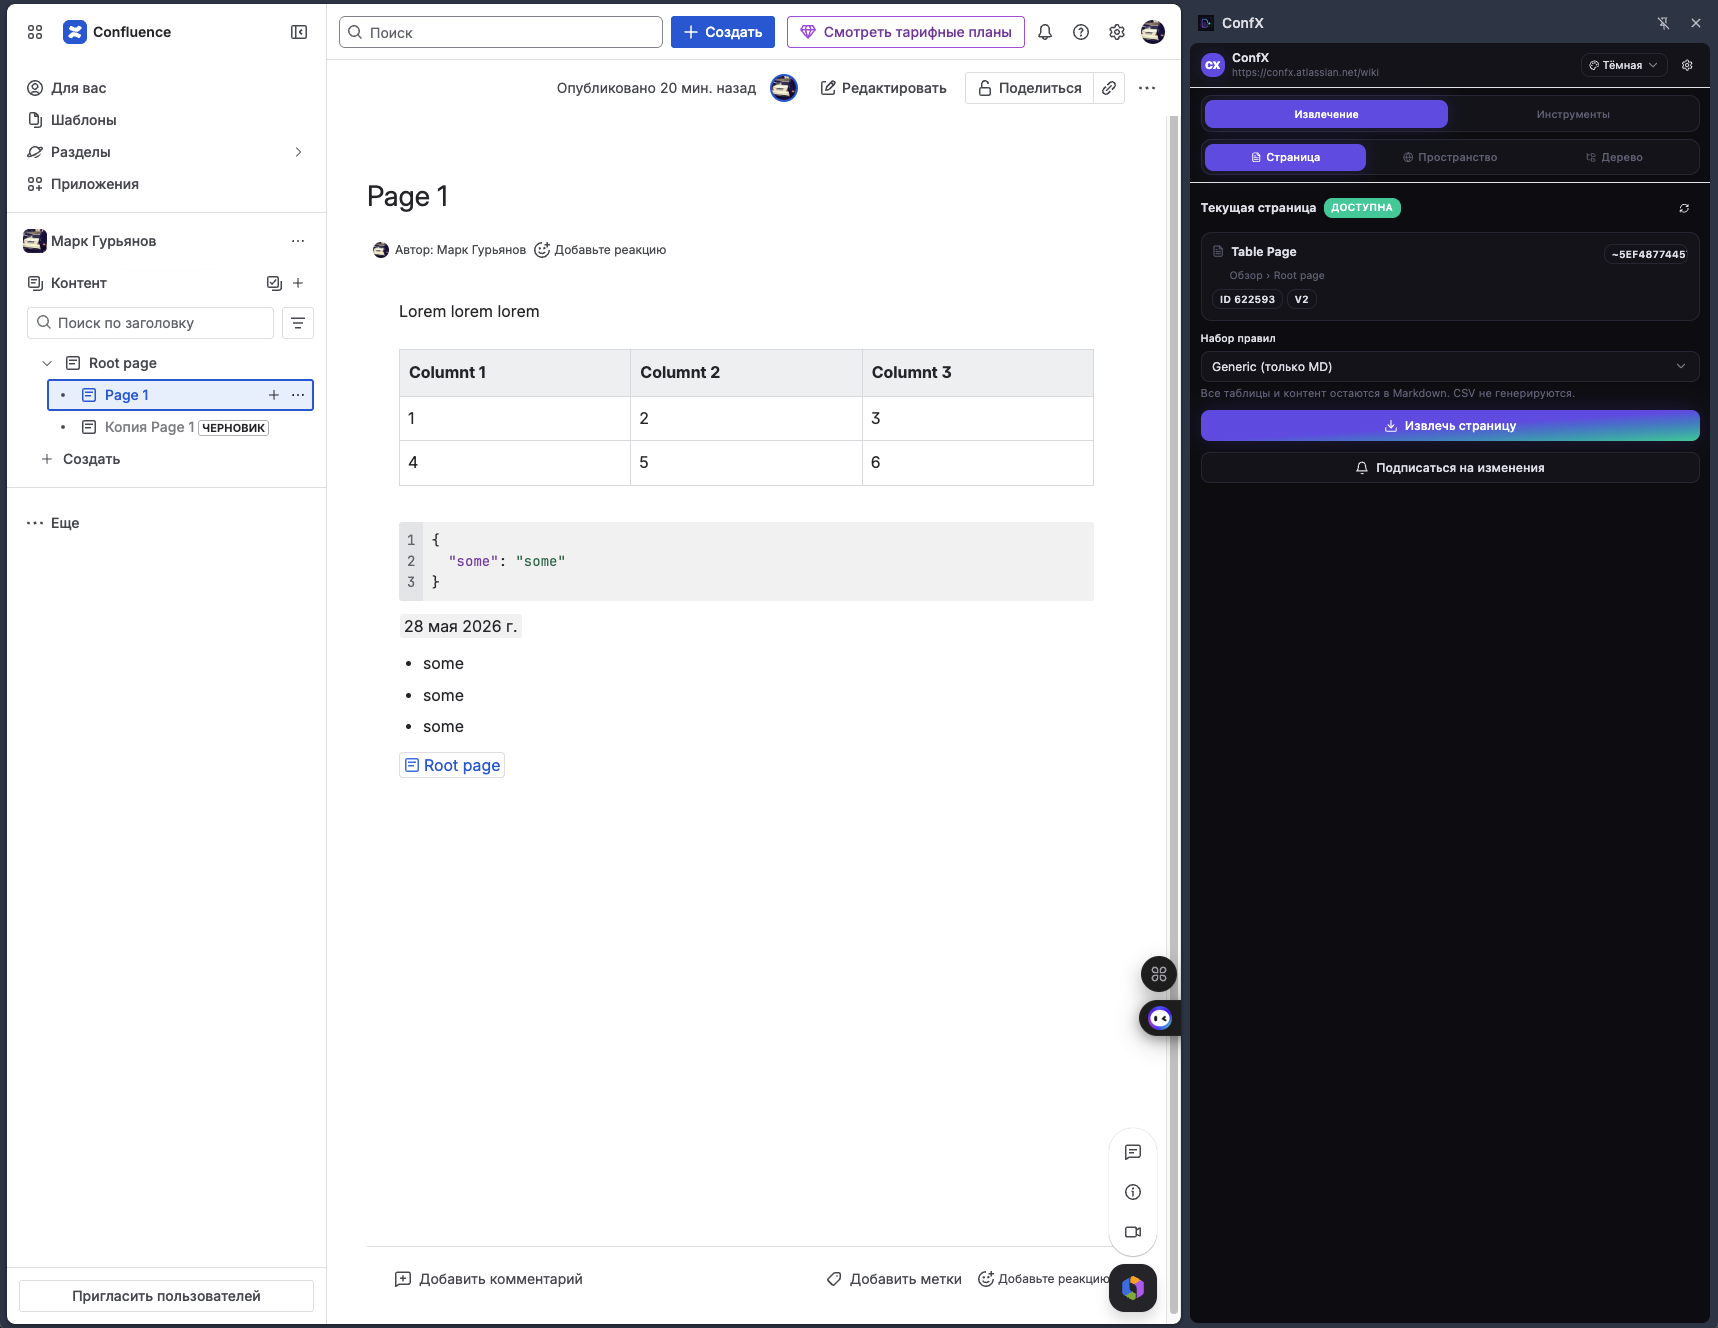 Confluence
Для вас
Шаблоны
Разделы
Приложения
Марк Гурьянов
Контент
Поиск по заголовку
Root page
Page 1
Копия Page 1 ЧЕРНОВИК
Создать
Еще
Пригласить пользователей
Поиск
Создать
Смотреть тарифные планы
Опубликовано 20 мин. назад
Редактировать
Поделиться
Page 1
Автор: Марк Гурьянов Добавьте реакцию
Lorem lorem lorem
Columnt 1 Columnt 2 Columnt 3
1 2 3
4 5 6
1 {
2 "some": "some"
3 }
28 мая 2026 г.
some
some
some
Root page
Добавить комментарий
Добавить метки
Добавьте реакцию
ConfX
CX
ConfX
https://confx.atlassian.net/wiki
Тёмная
Извлечение Инструменты
Страница Пространство Дерево
Текущая страница ДОСТУПНА
Table Page ~5EF4877445
Обзор › Root page
ID 622593 V2
Набор правил
Generic (только MD)
Все таблицы и контент остаются в Markdown. CSV не генерируются.
Извлечь страницу
Подписаться на изменения